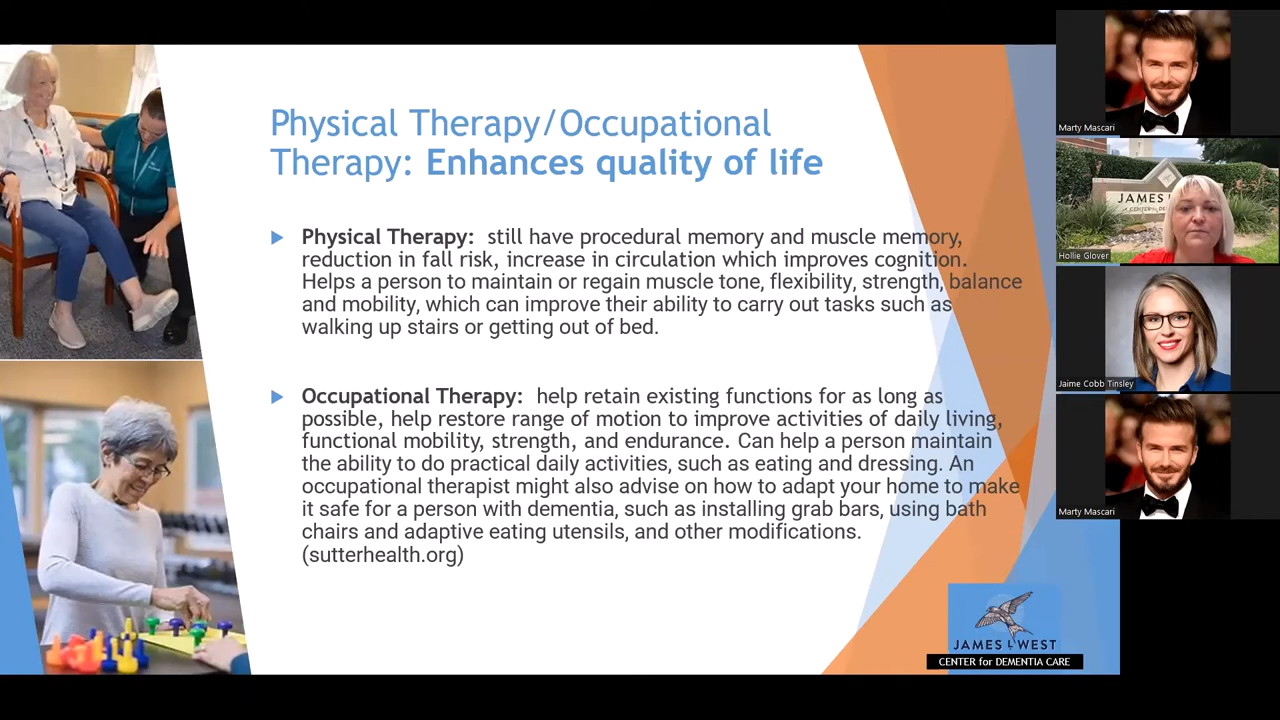 Physical Therapy/Occupational
Therapy: Enhances quality of life
Physical Therapy: still have procedural memory and muscle memory,
reduction in fall risk, increase in circulation which improves cognition.
Helps a person to maintain or regain muscle tone, flexibility, strength, balance
and mobility, which can improve their ability to carry out tasks such as
walking up stairs or getting out of bed.
Occupational Therapy: help retain existing functions for as long as
possible, help restore range of motion to improve activities of daily living,
functional mobility, strength, and endurance. Can help a person maintain
the ability to do practical daily activities, such as eating and dressing. An
occupational therapist might also advise on how to adapt your home to make
it safe for a person with dementia, such as installing grab bars, using bath
chairs and adaptive eating utensils, and other modifications.
(sutterhealth.org)
JAMES L WEST
CENTER for DEMENTIA CARE
Marty Mascari
JAMES L
Hollie Glover
Jaime Cobb Tinsley
Marty Mascari